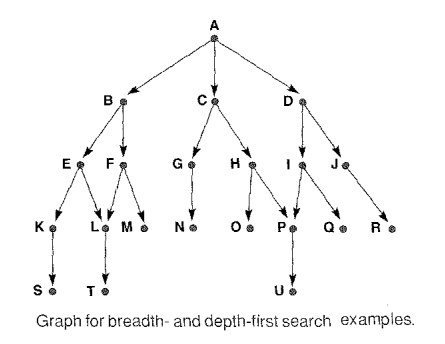 A
B C D
E F G H I J
K L M N O P Q R
S T U
Graph for breadth- and depth-first search examples.